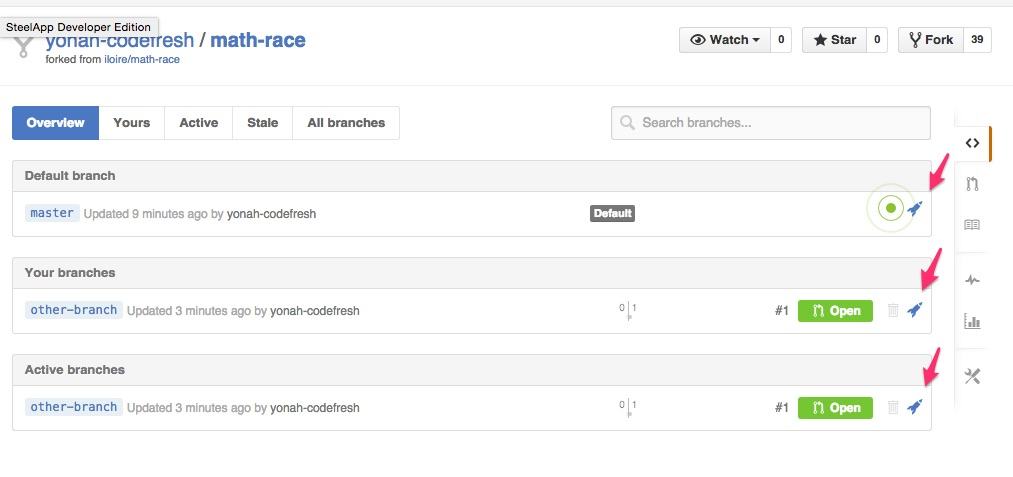 SteelApp Developer Edition
yonah-codefresh / math-race
forked from iloire/math-race
Watch 0 Star 0 Fork 39
Overview Yours Active Stale All branches
Search branches...
Default branch
master Updated 9 minutes ago by yonah-codefresh Default
Your branches
other-branch Updated 3 minutes ago by yonah-codefresh 0 1 #1 Open
Active branches
other-branch Updated 3 minutes ago by yonah-codefresh 0 1 #1 Open